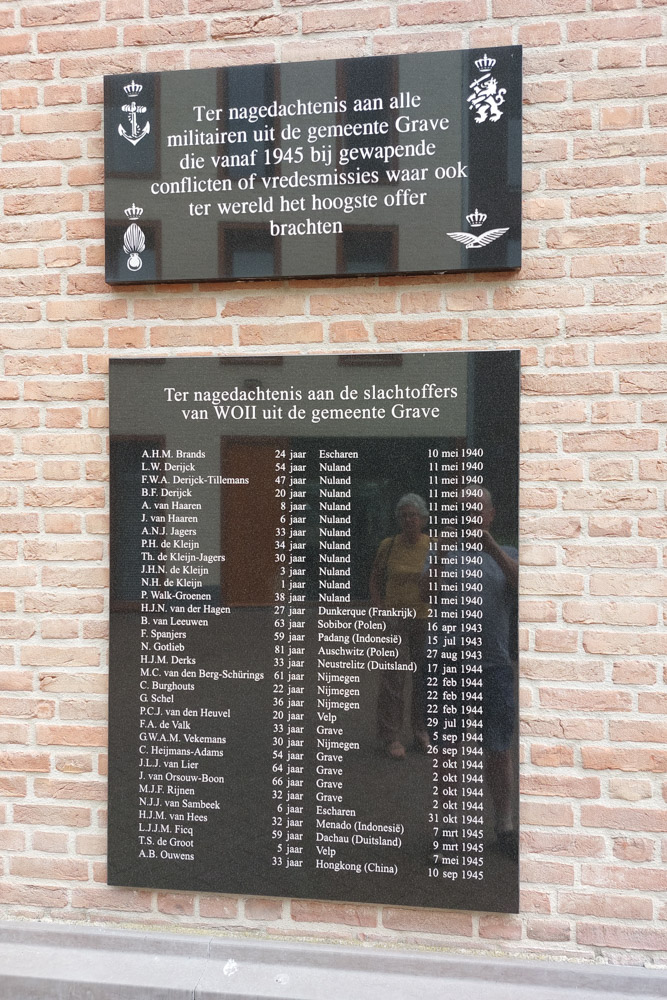 Ter nagedachtenis aan alle
militairen uit de gemeente Grave
die vanaf 1945 bij gewapende
conflicten of vredesmissies waar ook
ter wereld het hoogste offer
brachten
Ter nagedachtenis aan de slachtoffers
van WOII uit de gemeente Grave
A.H.M. Brands 24 jaar Escharen 10 mei 1940
L.W. Derijck 54 jaar Nuland 11 mei 1940
F.W.A. Derijck-Tillemans 47 jaar Nuland 11 mei 1940
B.F. Derijck 20 jaar Nuland 11 mei 1940
A. van Haaren 8 jaar Nuland 11 mei 1940
J. van Haaren 6 jaar Nuland 11 mei 1940
A.N.J. Jagers 33 jaar Nuland 11 mei 1940
P.H. de Kleijn 34 jaar Nuland 11 mei 1940
Th. de Kleijn-Jagers 30 jaar Nuland 11 mei 1940
J.H.N. de Kleijn 3 jaar Nuland 11 mei 1940
N.H. de Kleijn 1 jaar Nuland 11 mei 1940
P. Walk-Groenen 38 jaar Nuland 11 mei 1940
H.J.N. van der Hagen 27 jaar Dunkerque (Frankrijk) 21 mei 1940
B. van Leeuwen 63 jaar Sobibor (Polen) 16 apr 1943
F. Spanjers 59 jaar Padang (Indonesië) 15 jul 1943
N. Gotlieb 81 jaar Auschwitz (Polen) 27 aug 1943
H.J.M. Derks 33 jaar Neustrelitz (Duitsland) 17 jan 1944
M.C. van den Berg-Schürings 61 jaar Nijmegen 22 feb 1944
C. Burghouts 22 jaar Nijmegen 22 feb 1944
G. Schel 36 jaar Nijmegen 22 feb 1944
P.C.J. van den Heuvel 20 jaar Velp 29 jul 1944
F.A. de Valk 33 jaar Grave 5 sep 1944
G.W.A.M. Vekemans 30 jaar Nijmegen 26 sep 1944
C. Heijmans-Adams 54 jaar Grave 2 okt 1944
J.L.J. van Lier 64 jaar Grave 2 okt 1944
J. van Orsouw-Boon 66 jaar Grave 2 okt 1944
M.J.F. Rijnen 32 jaar Grave 2 okt 1944
N.J.J. van Sambeek 6 jaar Escharen 31 okt 1944
H.J.M. van Hees 32 jaar Menado (Indonesië) 7 mrt 1945
L.J.J.M. Ficq 59 jaar Dachau (Duitsland) 9 mrt 1945
T.S. de Groot 5 jaar Velp 7 mei 1945
A.B. Ouwens 33 jaar Hongkong (China) 10 sep 1945